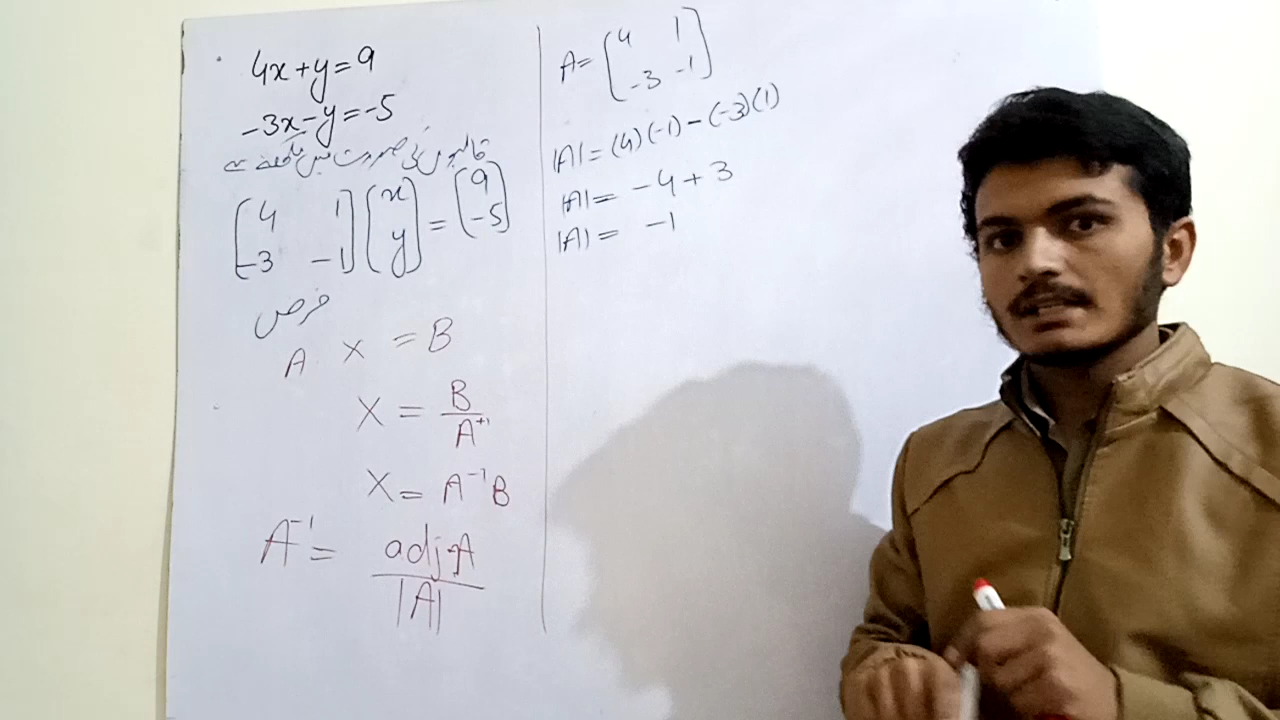 4x+y=9
-3x-y=-5
قالبوں کی صورت میں لکھنے سے
[4 1
-3 -1] [x
y] = [9
-5]
فرض
A X = B
X = B/A⁺¹
X = A⁻¹B
A⁻¹ = adjA/|A|
A= [4 1
-3 -1]
|A| = (4)(-1) - (-3)(1)
|A| = -4+3
|A| = -1